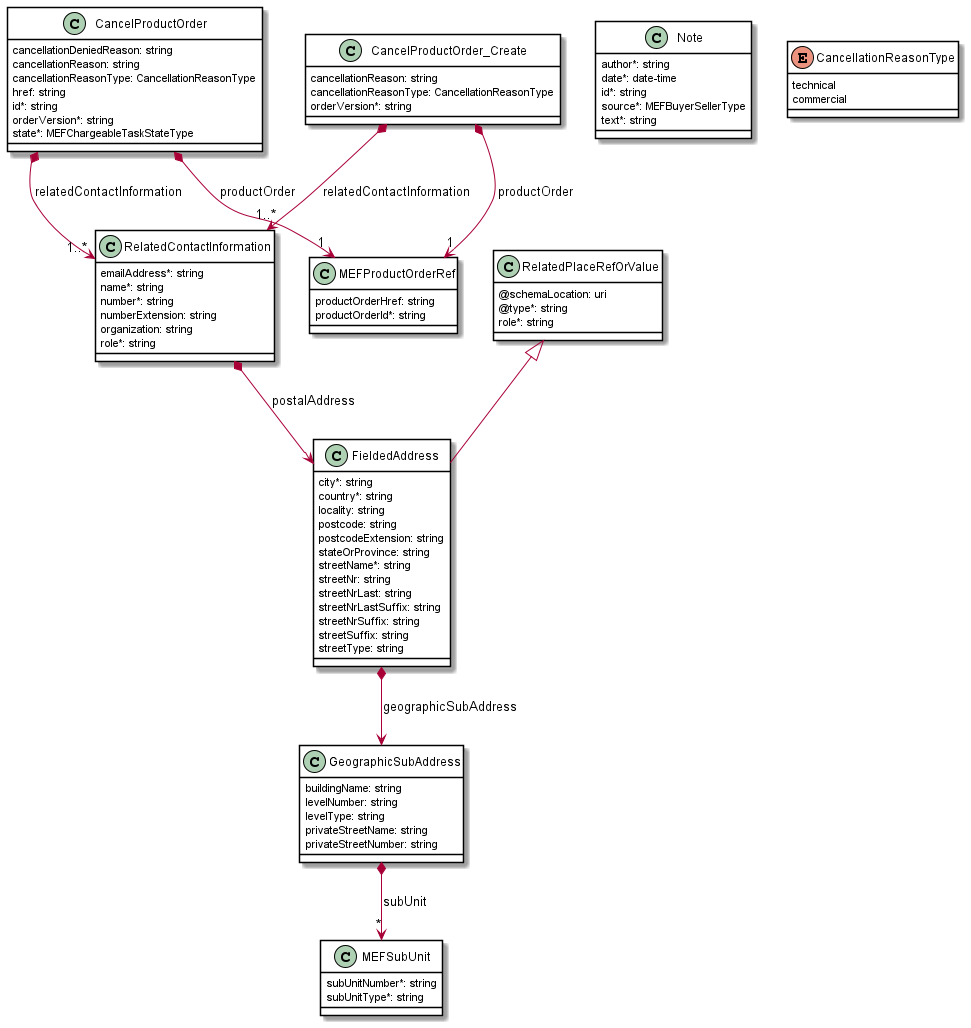 C CancelProductOrder
cancellationDeniedReason: string
cancellationReason: string
cancellationReasonType: CancellationReasonType
href: string
id*: string
orderVersion*: string
state*: MEFChargeableTaskStateType
C CancelProductOrder_Create
cancellationReason: string
cancellationReasonType: CancellationReasonType
orderVersion*: string
C Note
author*: string
date*: date-time
id*: string
source*: MEFBuyerSellerType
text*: string
E CancellationReasonType
technical
commercial
relatedContactInformation
productOrder
relatedContactInformation
productOrder
1..*
1..*
1
1
C RelatedContactInformation
emailAddress*: string
name*: string
number*: string
numberExtension: string
organization: string
role*: string
C MEFProductOrderRef
productOrderHref: string
productOrderId*: string
C RelatedPlaceRefOrValue
@schemaLocation: uri
@type*: string
role*: string
postalAddress
C FieldedAddress
city*: string
country*: string
locality: string
postcode: string
postcodeExtension: string
stateOrProvince: string
streetName*: string
streetNr: string
streetNrLast: string
streetNrLastSuffix: string
streetNrSuffix: string
streetSuffix: string
streetType: string
geographicSubAddress
C GeographicSubAddress
buildingName: string
levelNumber: string
levelType: string
privateStreetName: string
privateStreetNumber: string
subUnit
*
C MEFSubUnit
subUnitNumber*: string
subUnitType*: string